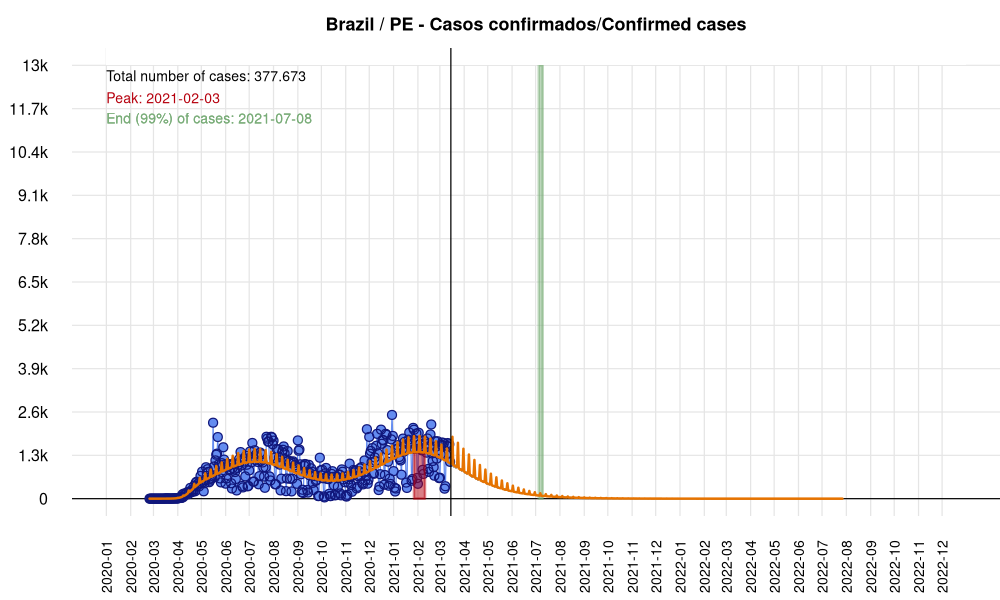 Brazil / PE - Casos confirmados/Confirmed cases
Total number of cases: 377.673
Peak: 2021-02-03
End (99%) of cases: 2021-07-08
13k
11.7k
10.4k
9.1k
7.8k
6.5k
5.2k
3.9k
2.6k
1.3k
0
2020-01
2020-02
2020-03
2020-04
2020-05
2020-06
2020-07
2020-08
2020-09
2020-10
2020-11
2020-12
2021-01
2021-02
2021-03
2021-04
2021-05
2021-06
2021-07
2021-08
2021-09
2021-10
2021-11
2021-12
2022-01
2022-02
2022-03
2022-04
2022-05
2022-06
2022-07
2022-08
2022-09
2022-10
2022-11
2022-12